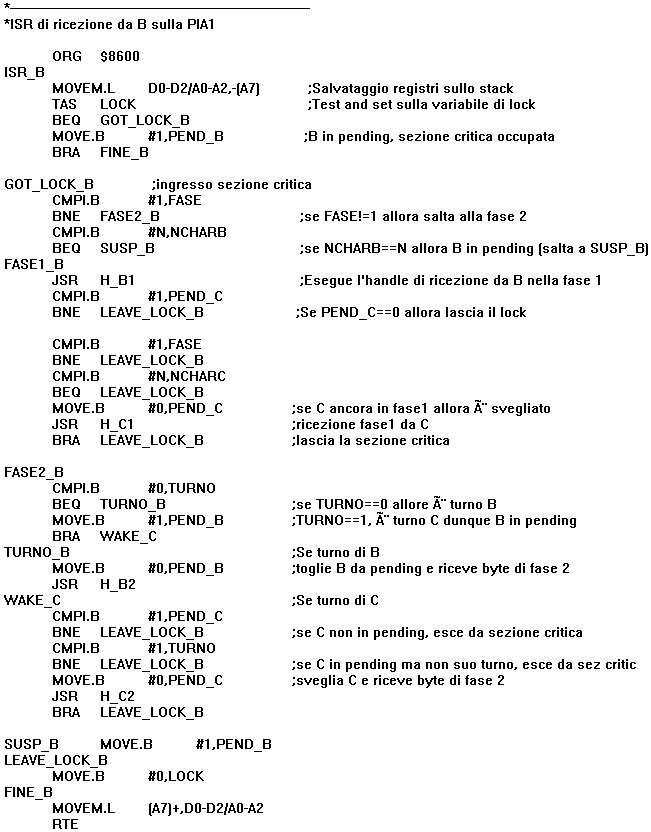 *————————————————————
*ISR di ricezione da B sulla PIA1
ORG $8600
ISR_B
MOVEM.L D0-D2/A0-A2,-(A7) ;Salvataggio registri sullo stack
TAS LOCK ;Test and set sulla variabile di lock
BEQ GOT_LOCK_B
MOVE.B #1,PEND_B ;B in pending, sezione critica occupata
BRA FINE_B
GOT_LOCK_B ;ingresso sezione critica
CMPI.B #1,FASE
BNE FASE2_B ;se FASE!=1 allora salta alla fase 2
CMPI.B #N,NCHARB
BEQ SUSP_B ;se NCHARB==N allora B in pending (salta a SUSP_B)
FASE1_B
JSR H_B1 ;Esegue l'handle di ricezione da B nella fase 1
CMPI.B #1,PEND_C
BNE LEAVE_LOCK_B ;Se PEND_C==0 allora lascia il lock
CMPI.B #1,FASE
BNE LEAVE_LOCK_B
CMPI.B #N,NCHARC
BEQ LEAVE_LOCK_B
MOVE.B #0,PEND_C ;se C ancora in fase1 allora Ã¨ svegliato
JSR H_C1 ;ricezione fase1 da C
BRA LEAVE_LOCK_B ;lascia la sezione critica
FASE2_B
CMPI.B #0,TURNO
BEQ TURNO_B ;se TURNO==0 allore Ã¨ turno B
MOVE.B #1,PEND_B ;TURNO==1, Ã¨ turno C dunque B in pending
BRA WAKE_C
TURNO_B ;Se turno di B
MOVE.B #0,PEND_B ;toglie B da pending e riceve byte di fase 2
JSR H_B2
WAKE_C ;Se turno di C
CMPI.B #1,PEND_C
BNE LEAVE_LOCK_B ;se C non in pending, esce da sezione critica
CMPI.B #1,TURNO
BNE LEAVE_LOCK_B ;se C in pending ma non suo turno, esce da sez critic
MOVE.B #0,PEND_C ;sveglia C e riceve byte di fase 2
JSR H_C2
BRA LEAVE_LOCK_B
SUSP_B MOVE.B #1,PEND_B
LEAVE_LOCK_B
MOVE.B #0,LOCK
FINE_B
MOVEM.L (A7)+,D0-D2/A0-A2
RTE